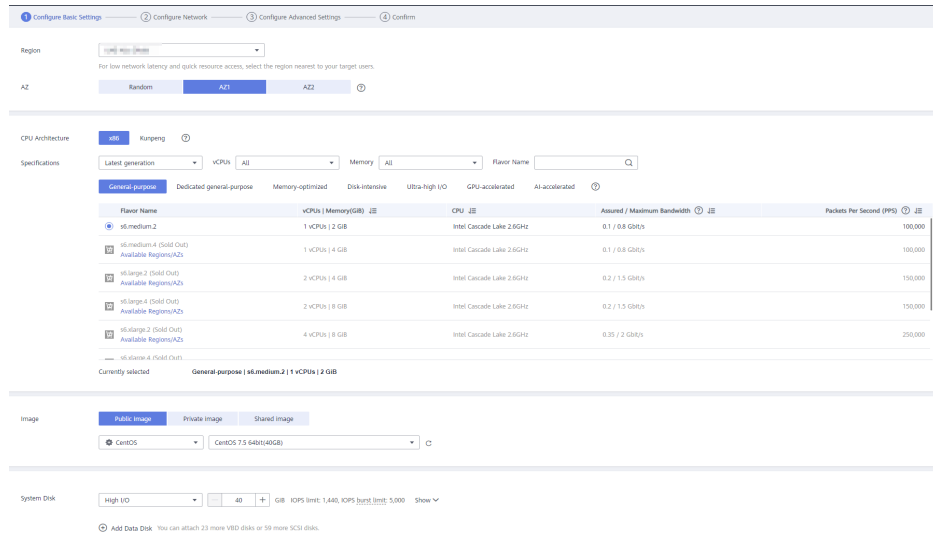 1 Configure Basic Settings 2 Configure Network 3 Configure Advanced Settings 4 Confirm
Region
For low network latency and quick resource access, select the region nearest to your target users.
AZ Random AZ1 AZ2 ?
CPU Architecture x86 Kunpeng ?
Specifications Latest generation vCPUs All Memory All Flavor Name
General-purpose Dedicated general-purpose Memory-optimized Disk-intensive Ultra-high I/O GPU-accelerated AI-accelerated ?
Flavor Name vCPUs | Memory(GiB) CPU Assured / Maximum Bandwidth ? Packets Per Second (PPS) ?
s6.medium.2 1 vCPUs | 2 GiB Intel Cascade Lake 2.6GHz 0.1 / 0.8 Gbit/s 100,000
s6.medium.4 (Sold Out) 1 vCPUs | 4 GiB Intel Cascade Lake 2.6GHz 0.1 / 0.8 Gbit/s 100,000
Available Regions/AZs
s6.large.2 (Sold Out) 2 vCPUs | 4 GiB Intel Cascade Lake 2.6GHz 0.2 / 1.5 Gbit/s 150,000
Available Regions/AZs
s6.large.4 (Sold Out) 2 vCPUs | 8 GiB Intel Cascade Lake 2.6GHz 0.2 / 1.5 Gbit/s 150,000
Available Regions/AZs
s6.xlarge.2 (Sold Out) 4 vCPUs | 8 GiB Intel Cascade Lake 2.6GHz 0.35 / 2 Gbit/s 250,000
Available Regions/AZs
s6.xlarge.4 (Sold Out)
Currently selected General-purpose | s6.medium.2 | 1 vCPUs | 2 GiB
Image Public image Private image Shared image
CentOS CentOS 7.5 64bit(40GB)
System Disk High I/O − 40 + GiB IOPS limit: 1,440, IOPS burst limit: 5,000 Show
Add Data Disk You can attach 23 more VBD disks or 59 more SCSI disks.